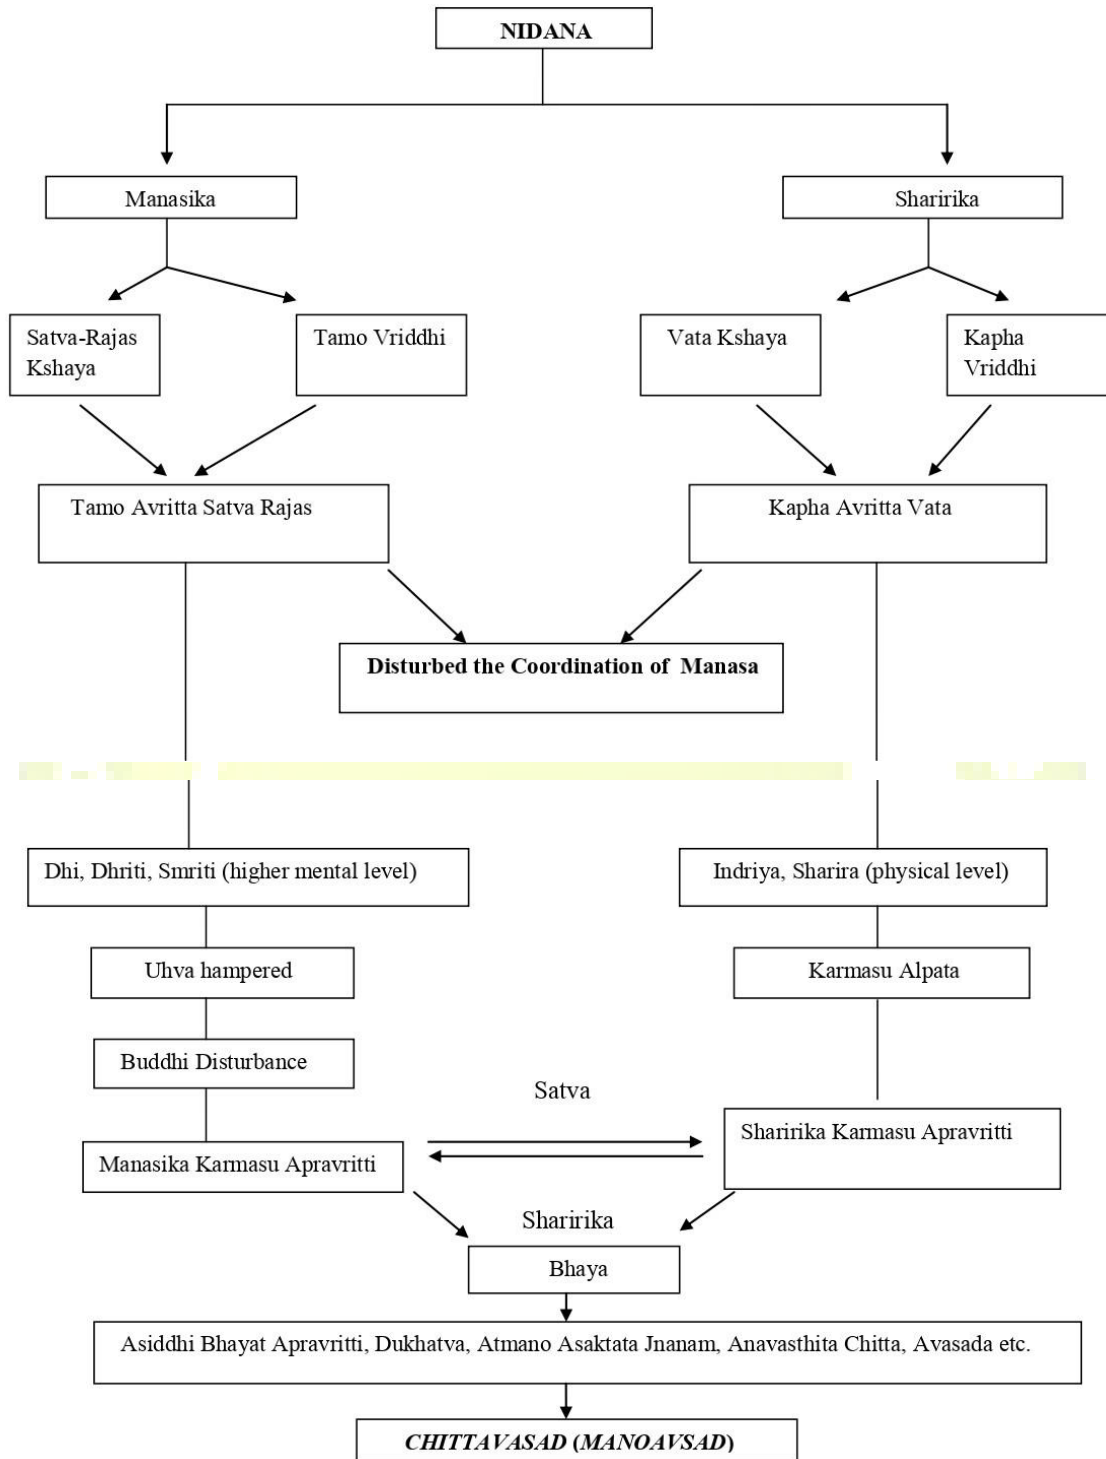 NIDANA
Manasika
Sharirika
Satva-Rajas
Kshaya
Tamo Vriddhi
Vata Kshaya
Kapha
Vriddhi
Tamo Avritta Satva Rajas
Kapha Avritta Vata
Disturbed the Coordination of Manasa
Dhi, Dhriti, Smriti (higher mental level)
Indriya, Sharira (physical level)
Uhva hampered
Karmasu Alpata
Buddhi Disturbance
Satva
Manasika Karmasu Apravritti
Sharirika Karmasu Apravritti
Sharirika
Bhaya
Asiddhi Bhayat Apravritti, Dukhatva, Atmano Asaktata Jnanam, Anavasthita Chitta, Avasada etc.
CHITTAVASAD (MANOAVSAD)